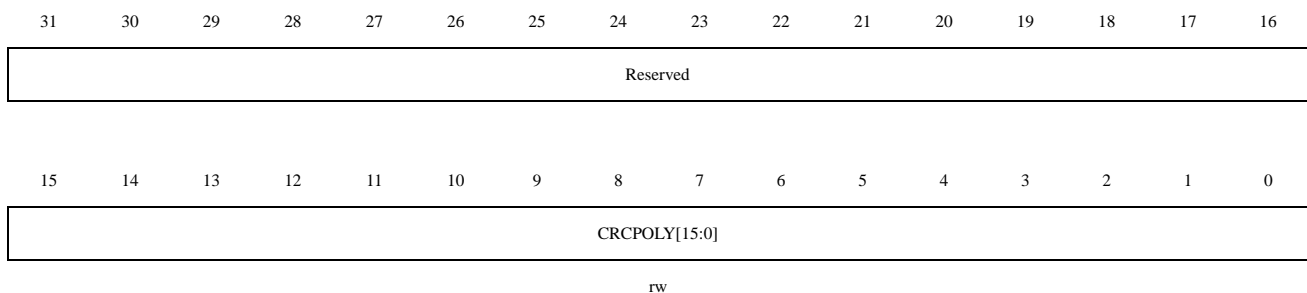 31 30 29 28 27 26 25 24 23 22 21 20 19 18 17 16
Reserved
15 14 13 12 11 10 9 8 7 6 5 4 3 2 1 0
CRCPOLY[15:0]
rw